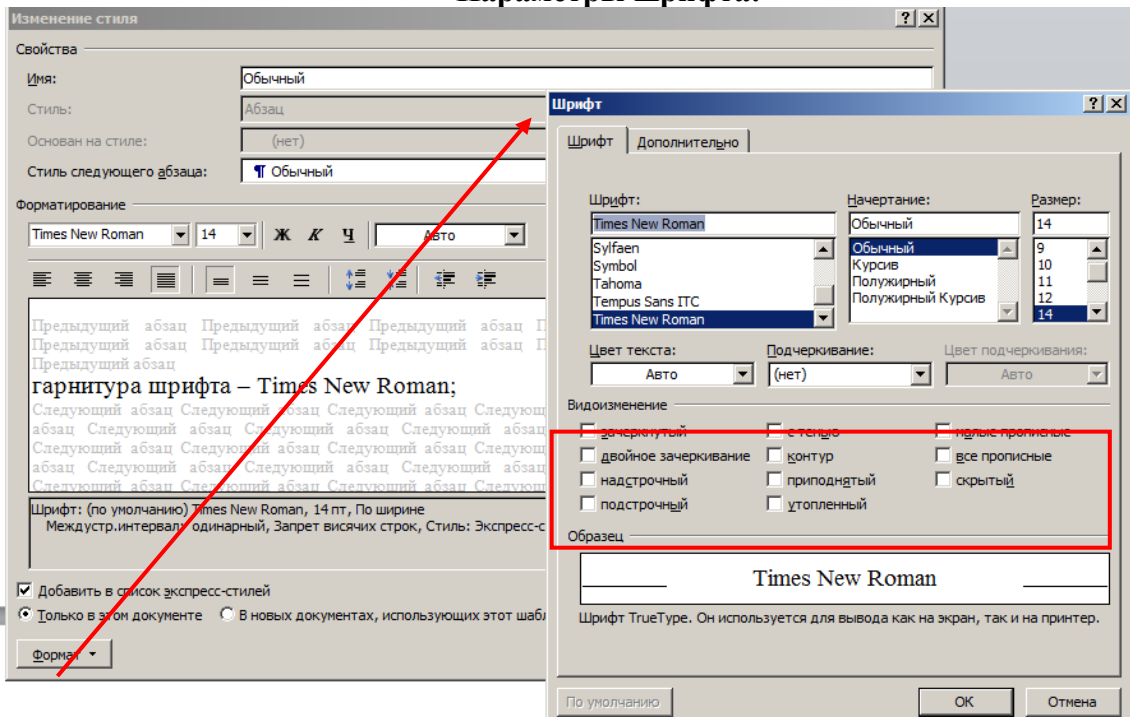 Параметры шрифта:
Изменение стиля
Свойства
Имя:
Обычный
Стиль:
Абзац
Основан на стиле:
(нет)
Стиль следующего абзаца:
¶ Обычный
Форматирование
Times New Roman 14 Ж К Ч Авто
Предыдущий абзац Предыдущий абзац Предыдущий абзац
Предыдущий абзац Предыдущий абзац Предыдущий абзац
Предыдущий абзац
гарнитура шрифта – Times New Roman;
Следующий абзац Следующий абзац Следующий абзац Следующ
абзац Следующий абзац Следующий абзац Следующий абзац
Следующий абзац Следующий абзац Следующий абзац Следующ
абзац Следующий абзац Следующий абзац Следующий абзац
Следующий абзац Следующий абзац Следующий абзац Следующ
Шрифт: (по умолчанию) Times New Roman, 14 пт, По ширине
Междустр.интервал: одинарный, Запрет висячих строк, Стиль: Экспресс-с
Добавить в список экспресс-стилей
Только в этом документе В новых документах, использующих этот шабл
Формат
Шрифт
Шрифт Дополнительно
Шрифт: Начертание: Размер:
Times New Roman Обычный 14
Sylfaen Обычный 9
Symbol Курсив 10
Tahoma Полужирный 11
Tempus Sans ITC Полужирный Курсив 12
Times New Roman 14
Цвет текста: Подчеркивание: Цвет подчеркивания:
Авто (нет) Авто
Видоизменение
зачеркнутый с тенью малые прописные
двойное зачеркивание контур все прописные
надстрочный приподнятый скрытый
подстрочный утопленный
Образец
Times New Roman
Шрифт TrueType. Он используется для вывода как на экран, так и на принтер.
По умолчанию ОК Отмена